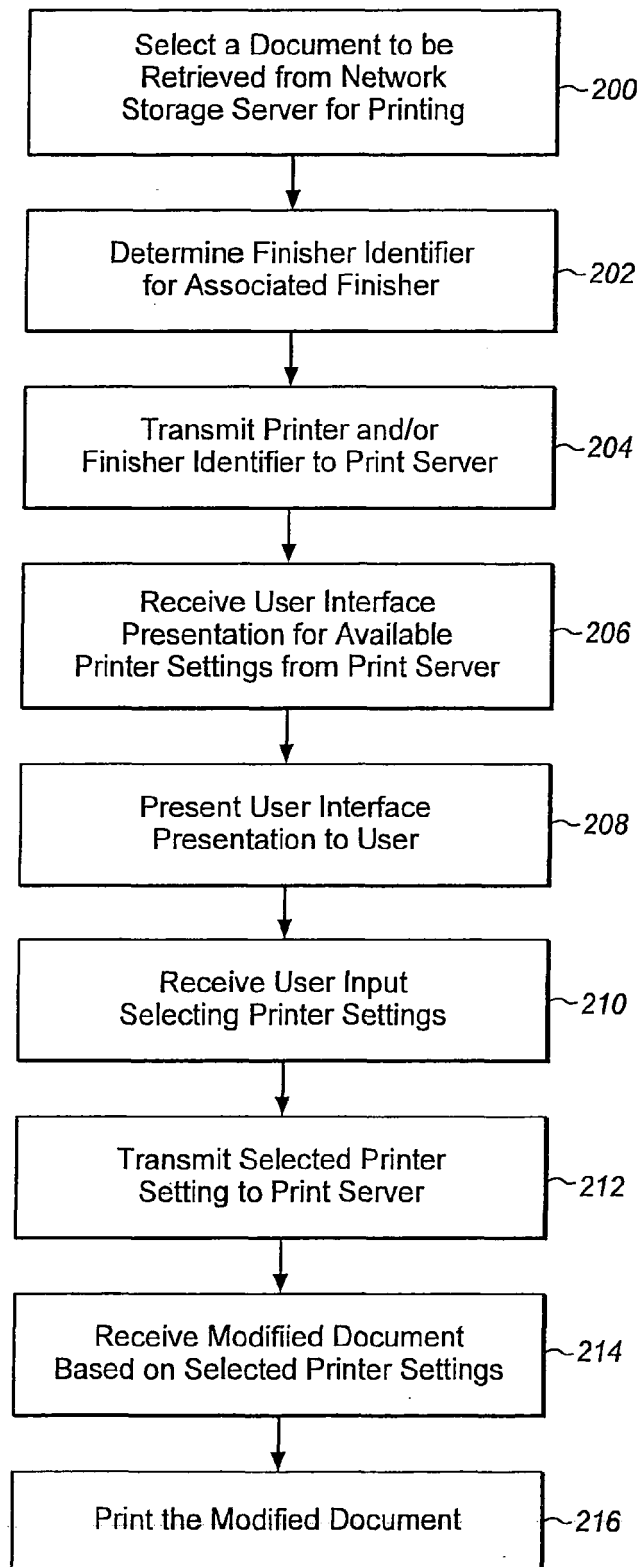 Select a Document to be
Retrieved from Network
Storage Server for Printing
200
Determine Finisher Identifier
for Associated Finisher
202
Transmit Printer and/or
Finisher Identifier to Print Server
204
Receive User Interface
Presentation for Available
Printer Settings from Print Server
206
Present User Interface
Presentation to User
208
Receive User Input
Selecting Printer Settings
210
Transmit Selected Printer
Setting to Print Server
212
Receive Modifiied Document
Based on Selected Printer Settings
214
Print the Modified Document
216